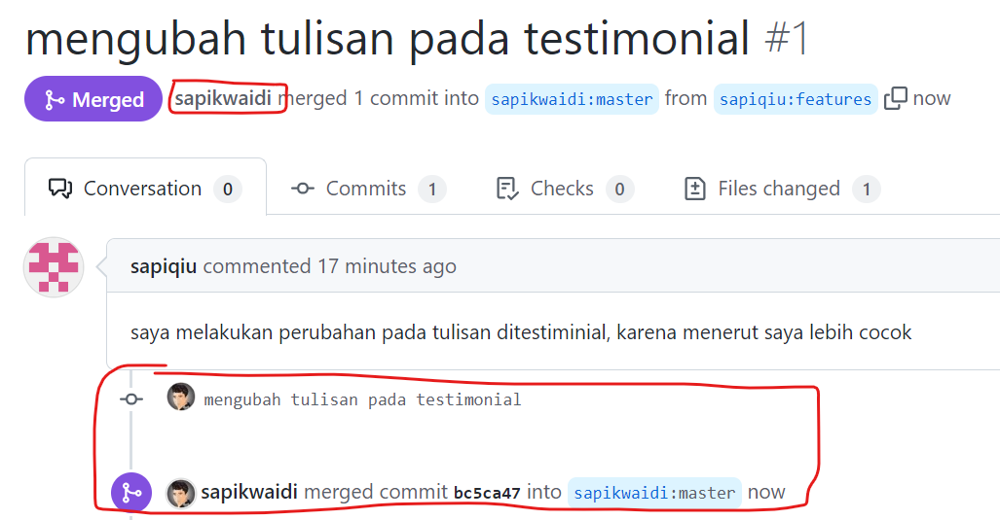 mengubah tulisan pada testimonial #1
Merged sapikwaidi merged 1 commit into sapikwaidi:master from sapiqiu:features now
Conversation 0 Commits 1 Checks 0 Files changed 1
sapiqiu commented 17 minutes ago
saya melakukan perubahan pada tulisan ditestiminial, karena menerut saya lebih cocok
mengubah tulisan pada testimonial
sapikwaidi merged commit bc5ca47 into sapikwaidi:master now